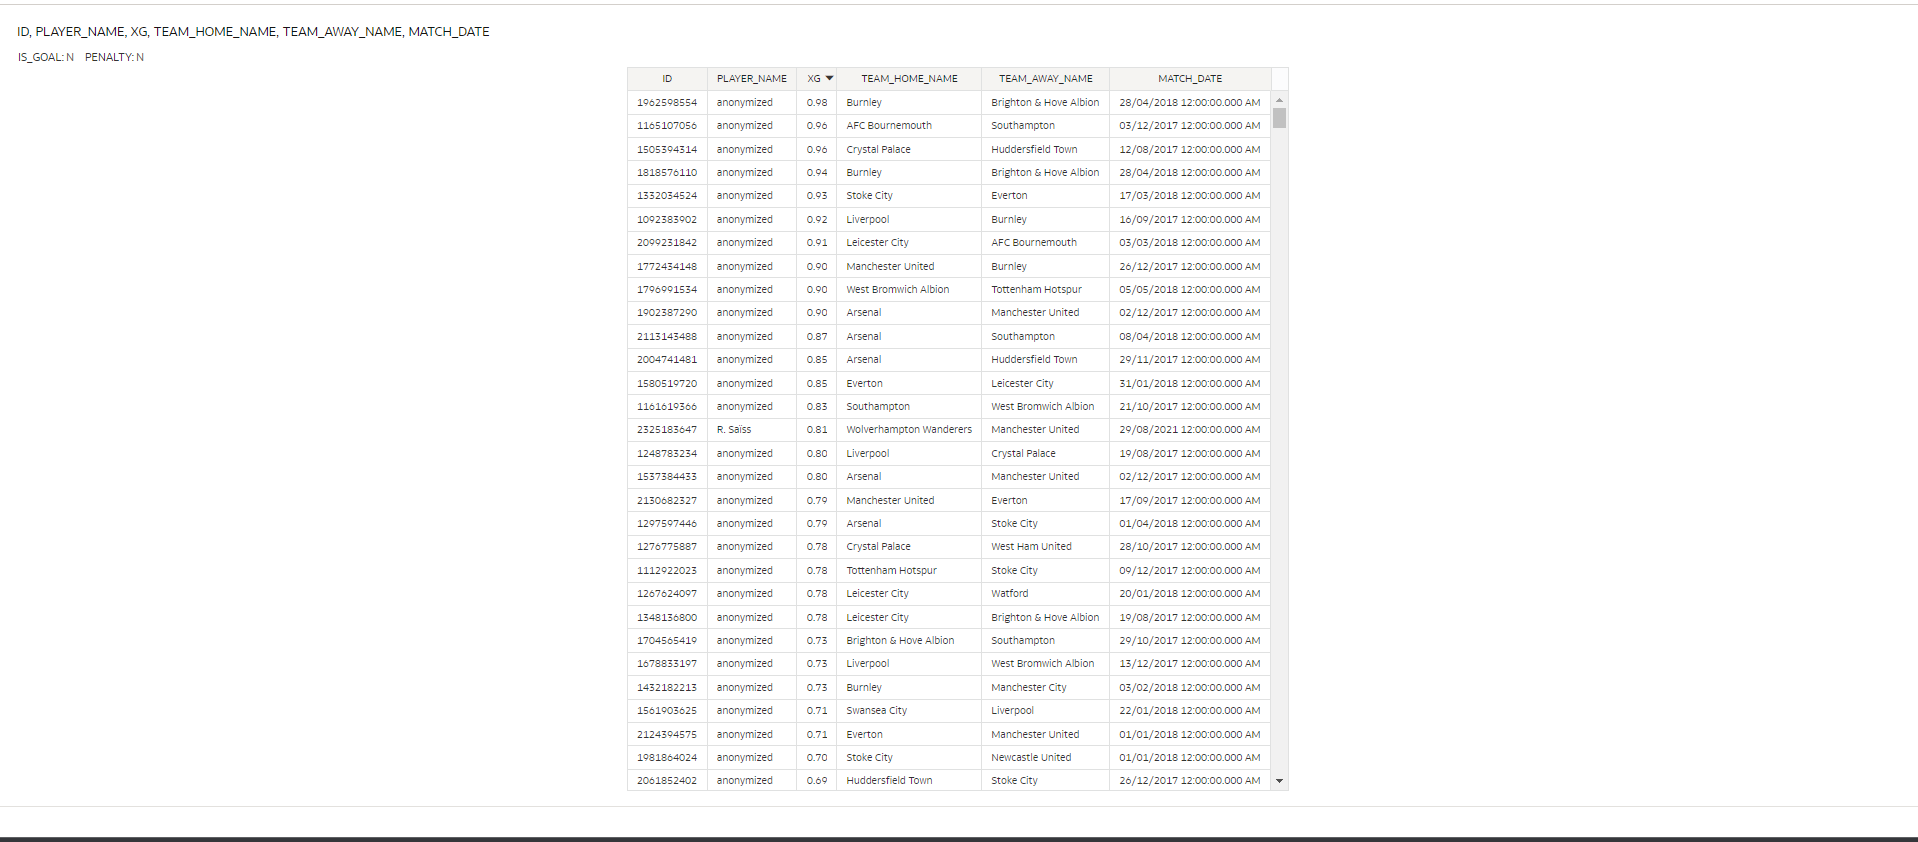 ID, PLAYER_NAME, XG, TEAM_HOME_NAME, TEAM_AWAY_NAME, MATCH_DATE
IS_GOAL: N PENALTY: N
ID PLAYER_NAME XG TEAM_HOME_NAME TEAM_AWAY_NAME MATCH_DATE
1962598554 anonymized 0.98 Burnley Brighton & Hove Albion 28/04/2018 12:00:00.000 AM
1165107056 anonymized 0.96 AFC Bournemouth Southampton 03/12/2017 12:00:00.000 AM
1505394314 anonymized 0.96 Crystal Palace Huddersfield Town 12/08/2017 12:00:00.000 AM
1818576110 anonymized 0.94 Burnley Brighton & Hove Albion 28/04/2018 12:00:00.000 AM
1332034524 anonymized 0.93 Stoke City Everton 17/03/2018 12:00:00.000 AM
1092383902 anonymized 0.92 Liverpool Burnley 16/09/2017 12:00:00.000 AM
2099231842 anonymized 0.91 Leicester City AFC Bournemouth 03/03/2018 12:00:00.000 AM
1772434148 anonymized 0.90 Manchester United Burnley 26/12/2017 12:00:00.000 AM
1796991534 anonymized 0.90 West Bromwich Albion Tottenham Hotspur 05/05/2018 12:00:00.000 AM
1902387290 anonymized 0.90 Arsenal Manchester United 02/12/2017 12:00:00.000 AM
2113143488 anonymized 0.87 Arsenal Southampton 08/04/2018 12:00:00.000 AM
2004741481 anonymized 0.85 Arsenal Huddersfield Town 29/11/2017 12:00:00.000 AM
1580519720 anonymized 0.85 Everton Leicester City 31/01/2018 12:00:00.000 AM
1161619366 anonymized 0.83 Southampton West Bromwich Albion 21/10/2017 12:00:00.000 AM
2325183647 R. Saïss 0.81 Wolverhampton Wanderers Manchester United 29/08/2021 12:00:00.000 AM
1248783234 anonymized 0.80 Liverpool Crystal Palace 19/08/2017 12:00:00.000 AM
1537384433 anonymized 0.80 Arsenal Manchester United 02/12/2017 12:00:00.000 AM
2130682327 anonymized 0.79 Manchester United Everton 17/09/2017 12:00:00.000 AM
1297597446 anonymized 0.79 Arsenal Stoke City 01/04/2018 12:00:00.000 AM
1276775887 anonymized 0.78 Crystal Palace West Ham United 28/10/2017 12:00:00.000 AM
1112922023 anonymized 0.78 Tottenham Hotspur Stoke City 09/12/2017 12:00:00.000 AM
1267624097 anonymized 0.78 Leicester City Watford 20/01/2018 12:00:00.000 AM
1348136800 anonymized 0.78 Leicester City Brighton & Hove Albion 19/08/2017 12:00:00.000 AM
1704565419 anonymized 0.73 Brighton & Hove Albion Southampton 29/10/2017 12:00:00.000 AM
1678833197 anonymized 0.73 Liverpool West Bromwich Albion 13/12/2017 12:00:00.000 AM
1432182213 anonymized 0.73 Burnley Manchester City 03/02/2018 12:00:00.000 AM
1561903625 anonymized 0.71 Swansea City Liverpool 22/01/2018 12:00:00.000 AM
2124394575 anonymized 0.71 Everton Manchester United 01/01/2018 12:00:00.000 AM
1981864024 anonymized 0.70 Stoke City Newcastle United 01/01/2018 12:00:00.000 AM
2061852402 anonymized 0.69 Huddersfield Town Stoke City 26/12/2017 12:00:00.000 AM